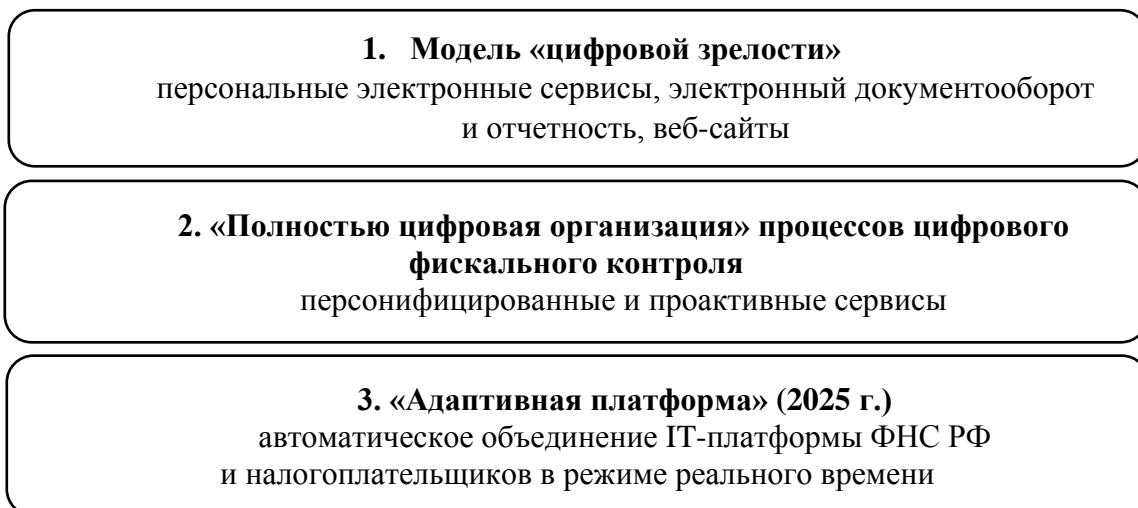 1. Модель «цифровой зрелости»
персональные электронные сервисы, электронный документооборот
и отчетность, веб-сайты
2. «Полностью цифровая организация» процессов цифрового
фискального контроля
персонифицированные и проактивные сервисы
3. «Адаптивная платформа» (2025 г.)
автоматическое объединение IT-платформы ФНС РФ
и налогоплательщиков в режиме реального времени